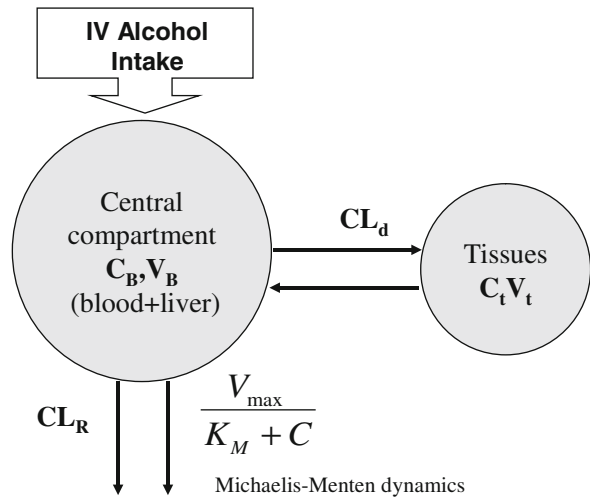 IV Alcohol
Intake
Central
compartment
C_B,V_B
(blood+liver)
CL_d
Tissues
C_tV_t
CL_R
V_max
K_M + C
Michaelis-Menten dynamics